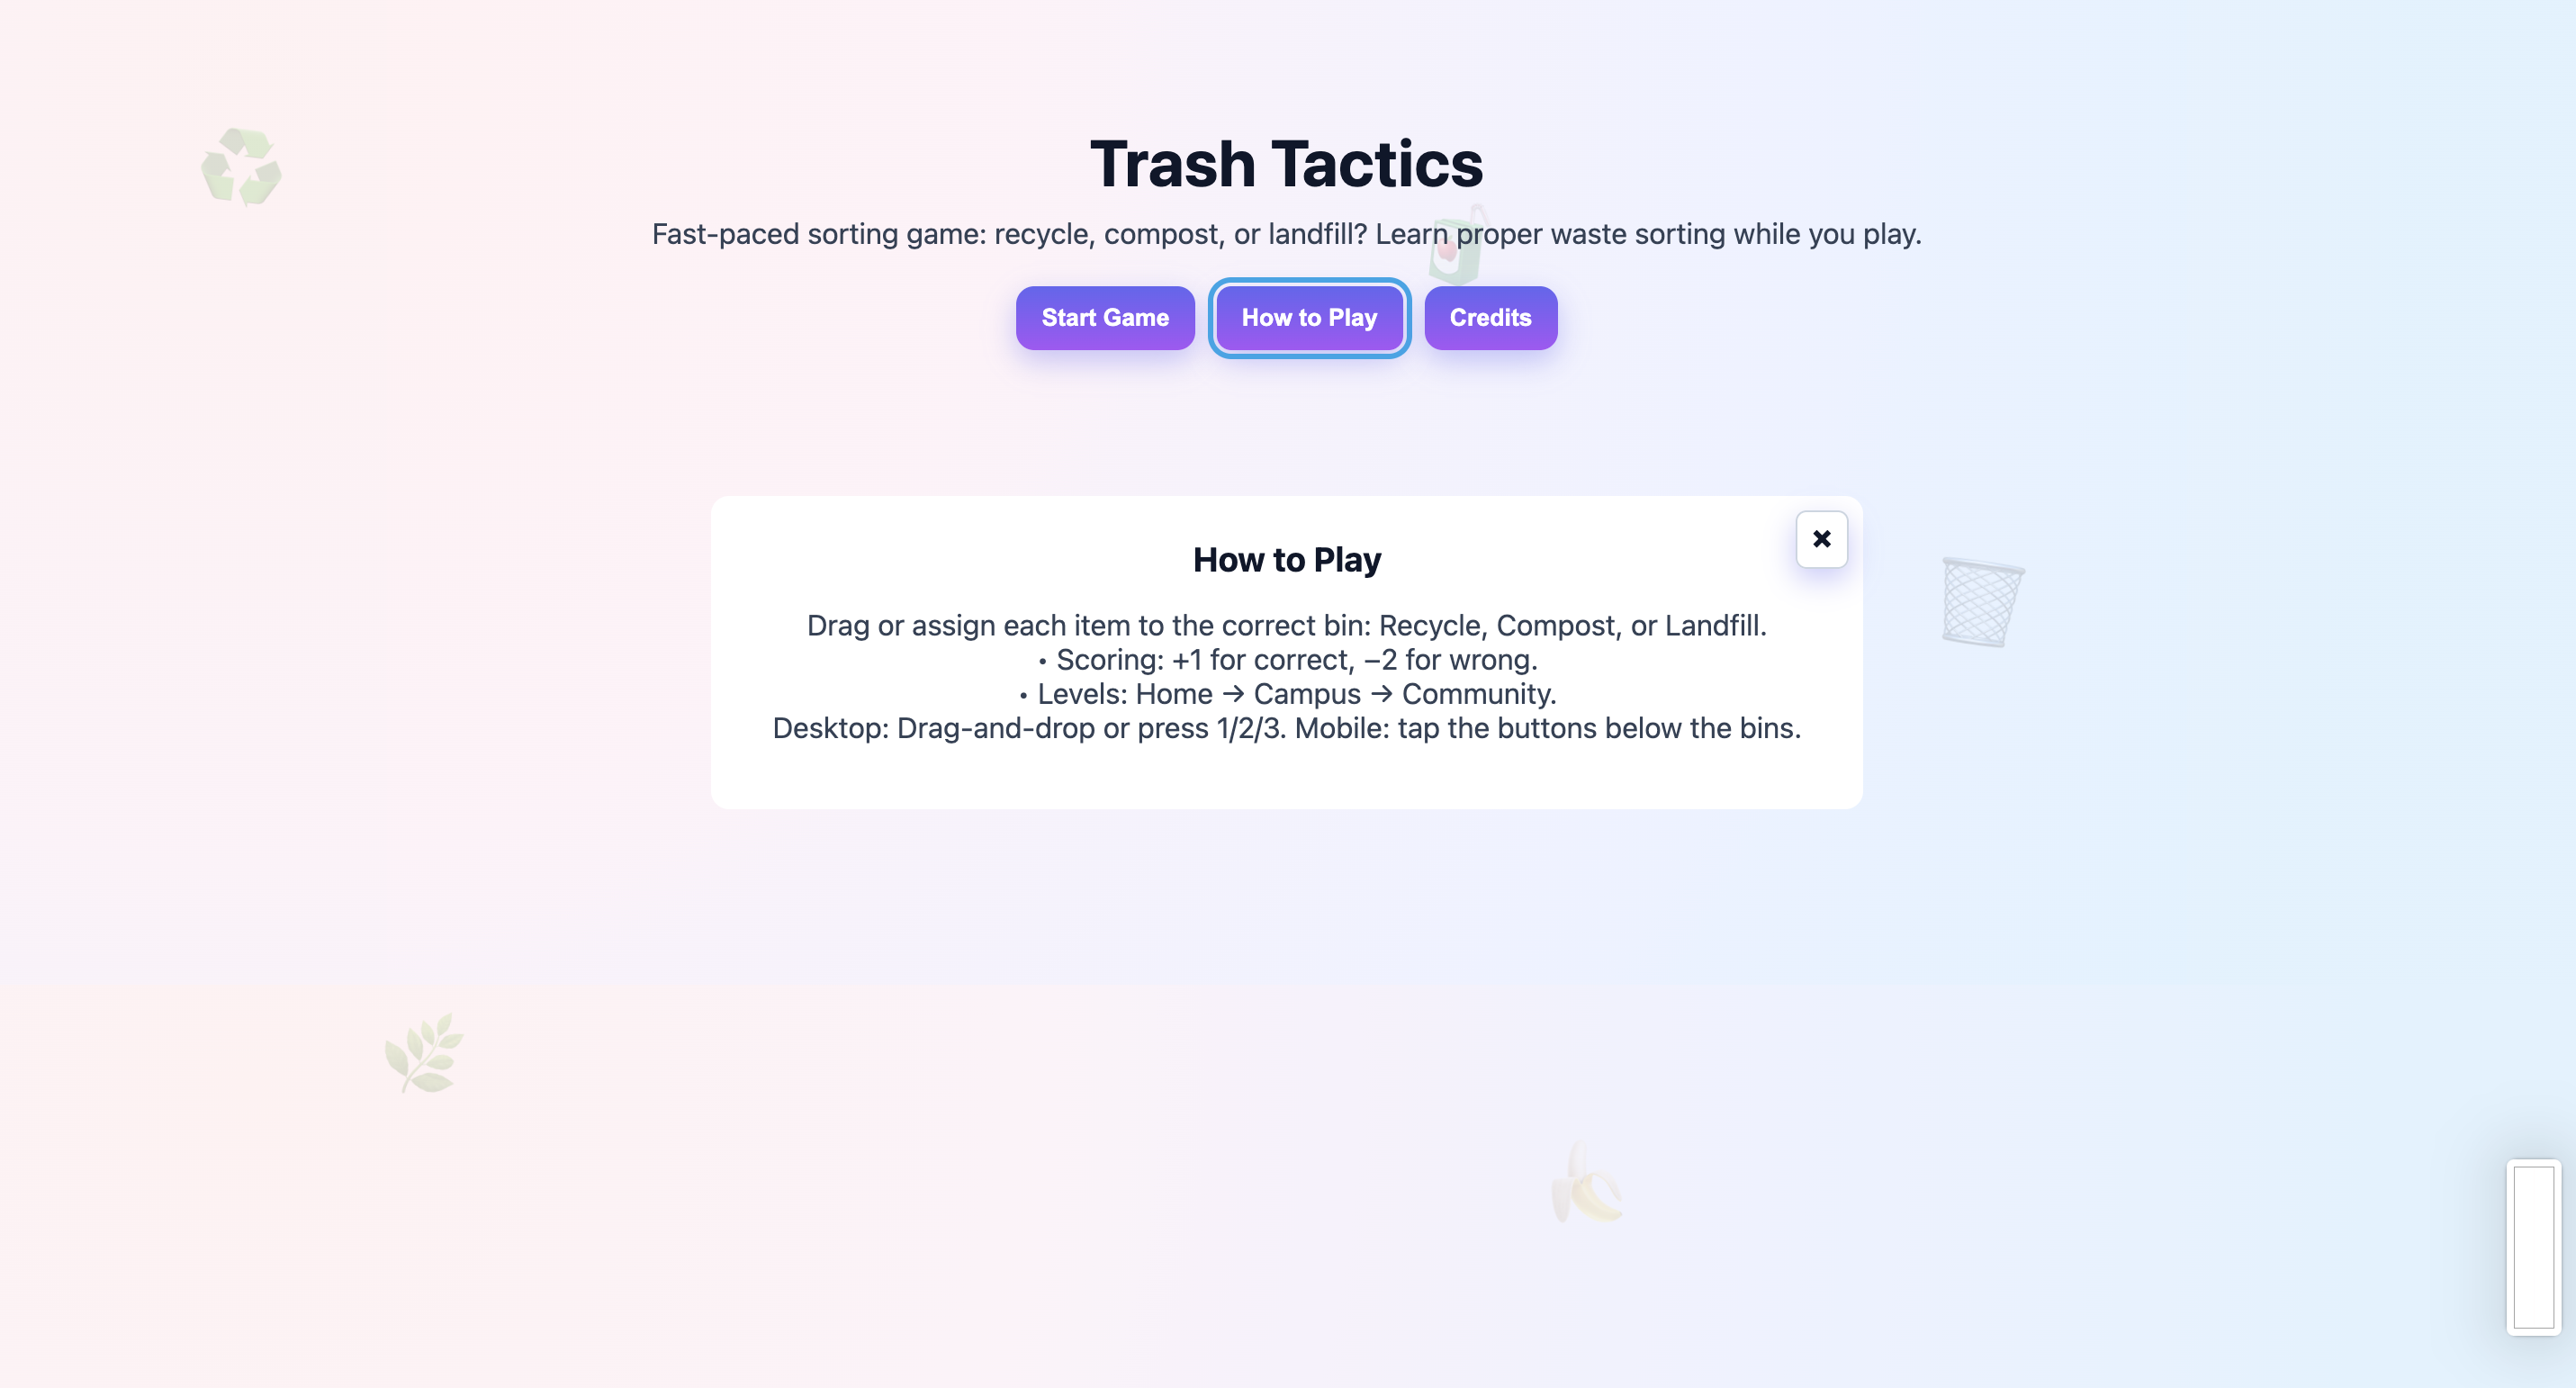 Trash Tactics
Fast-paced sorting game: recycle, compost, or landfill? Learn proper waste sorting while you play.
Start Game
How to Play
Credits
How to Play
Drag or assign each item to the correct bin: Recycle, Compost, or Landfill.
• Scoring: +1 for correct, −2 for wrong.
• Levels: Home → Campus → Community.
Desktop: Drag-and-drop or press 1/2/3. Mobile: tap the buttons below the bins.